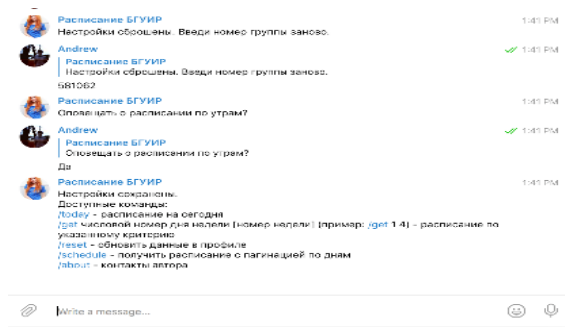 Расписание БГУИР 1:41 PM
Настройки сброшены. Введи номер группы заново.
Andrew 1:41 PM
Расписание БГУИР
Настройки сброшены. Введи номер группы заново.
581062
Расписание БГУИР 1:41 PM
Оповещать о расписании по утрам?
Andrew 1:41 PM
Расписание БГУИР
Оповещать о расписании по утрам?
Да
Расписание БГУИР 1:41 PM
Настройки сохранены.
Доступные команды:
/today - расписание на сегодня
/get числовой номер дня недели [номер недели] (пример: /get 1 4) - расписание по
указанному критерию
/reset - обновить данные в профиле
/schedule - получить расписание с пагинацией по дням
/about - контакты автора
Write a message...